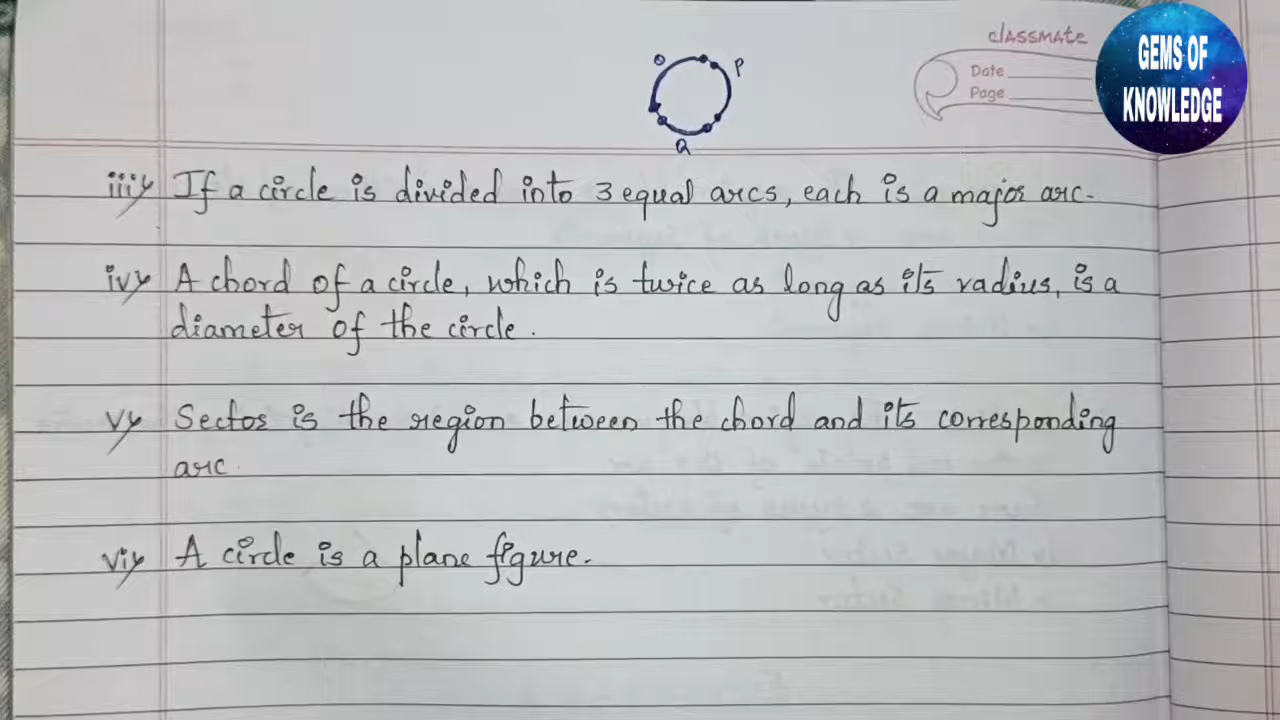 classmate
Date
Page
GEMS OF
KNOWLEDGE
O
P
Q
iii) If a circle is divided into 3 equal arcs, each is a major arc.
iv) A chord of a circle, which is twice as long as its radius, is a
diameter of the circle.
v) Sector is the region between the chord and its corresponding
arc.
vi) A circle is a plane figure.